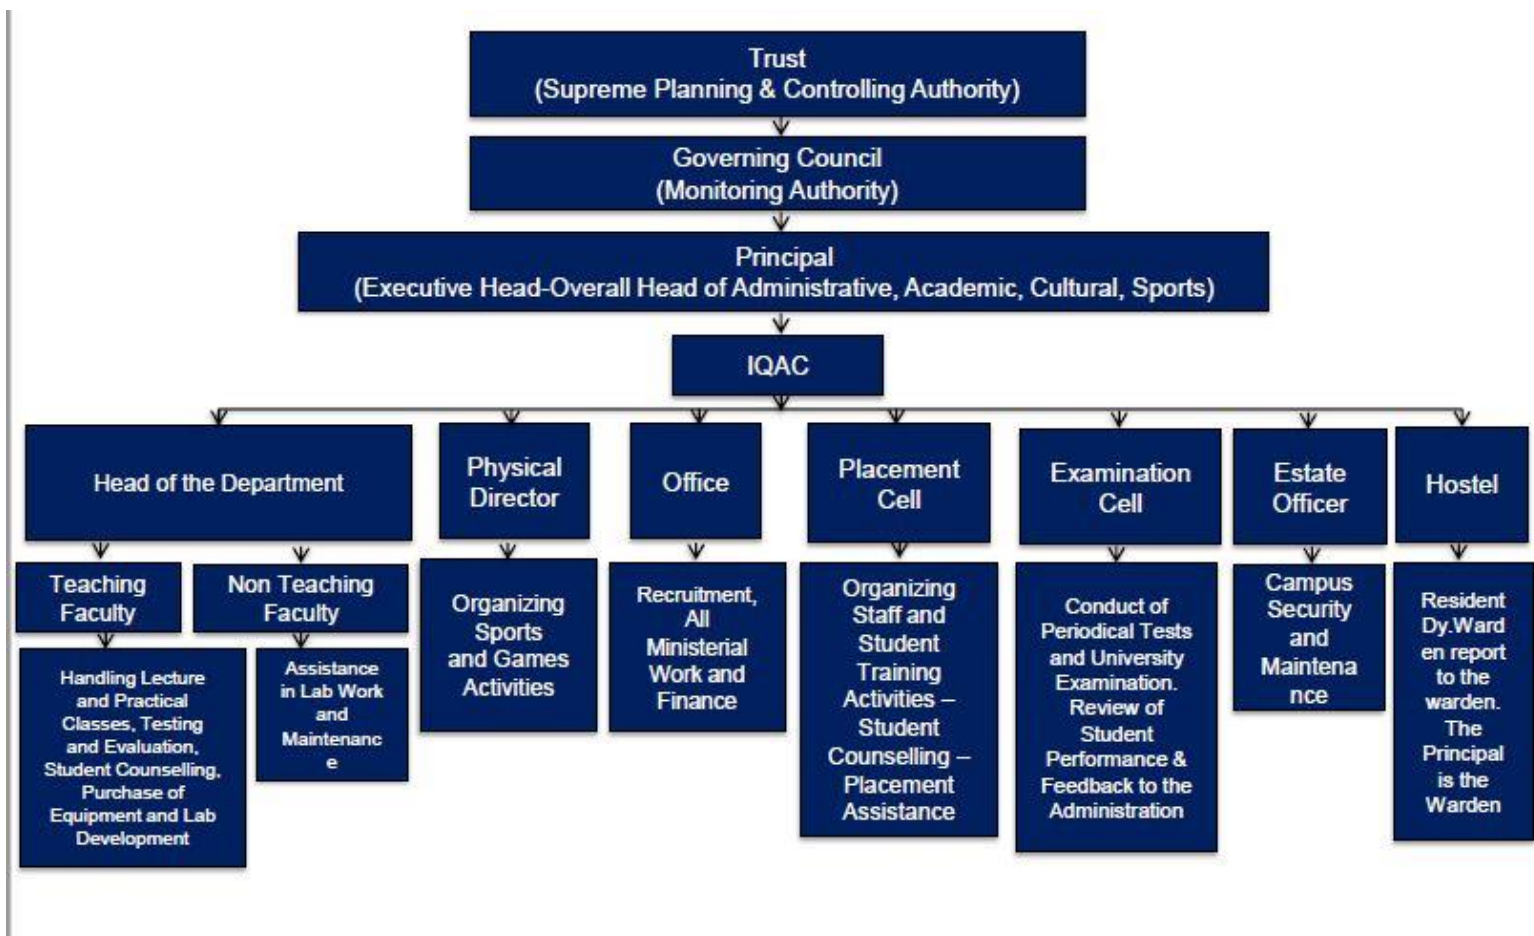 Trust
(Supreme Planning & Controlling Authority)
Governing Council
(Monitoring Authority)
Principal
(Executive Head-Overall Head of Administrative, Academic, Cultural, Sports)
IQAC
Head of the Department
Physical
Director
Office
Placement
Cell
Examination
Cell
Estate
Officer
Hostel
Teaching
Faculty
Non Teaching
Faculty
Handling Lecture
and Practical
Classes, Testing
and Evaluation,
Student Counselling,
Purchase of
Equipment and Lab
Development
Assistance
in Lab Work
and
Maintenanc
e
Organizing
Sports
and Games
Activities
Recruitment,
All
Ministerial
Work and
Finance
Organizing
Staff and
Student
Training
Activities –
Student
Counselling –
Placement
Assistance
Conduct of
Periodical Tests
and University
Examination.
Review of
Student
Performance &
Feedback to the
Administration
Campus
Security
and
Maintena
nce
Resident
Dy.Ward
en report
to the
warden.
The
Principal
is the
Warden